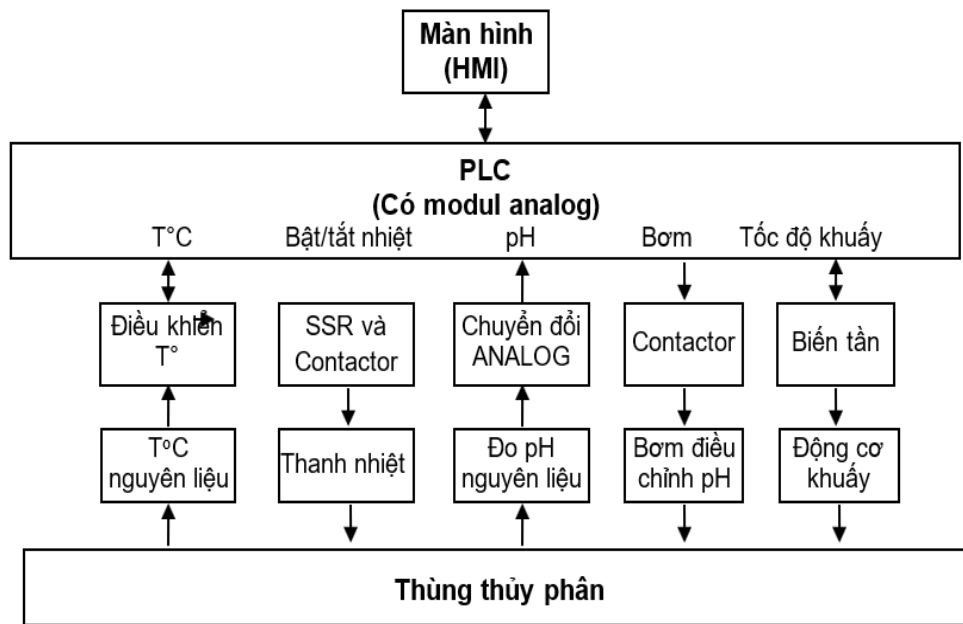 Màn hình
(HMI)
PLC
(Có modul analog)
T°C
Bật/tắt nhiệt
pH
Bơm
Tốc độ khuấy
Điều khiển
T°
SSR và
Contactor
Chuyển đổi
ANALOG
Contactor
Biến tần
T°C
nguyên liệu
Thanh nhiệt
Đo pH
nguyên liệu
Bơm điều
chỉnh pH
Động cơ
khuấy
Thùng thủy phân